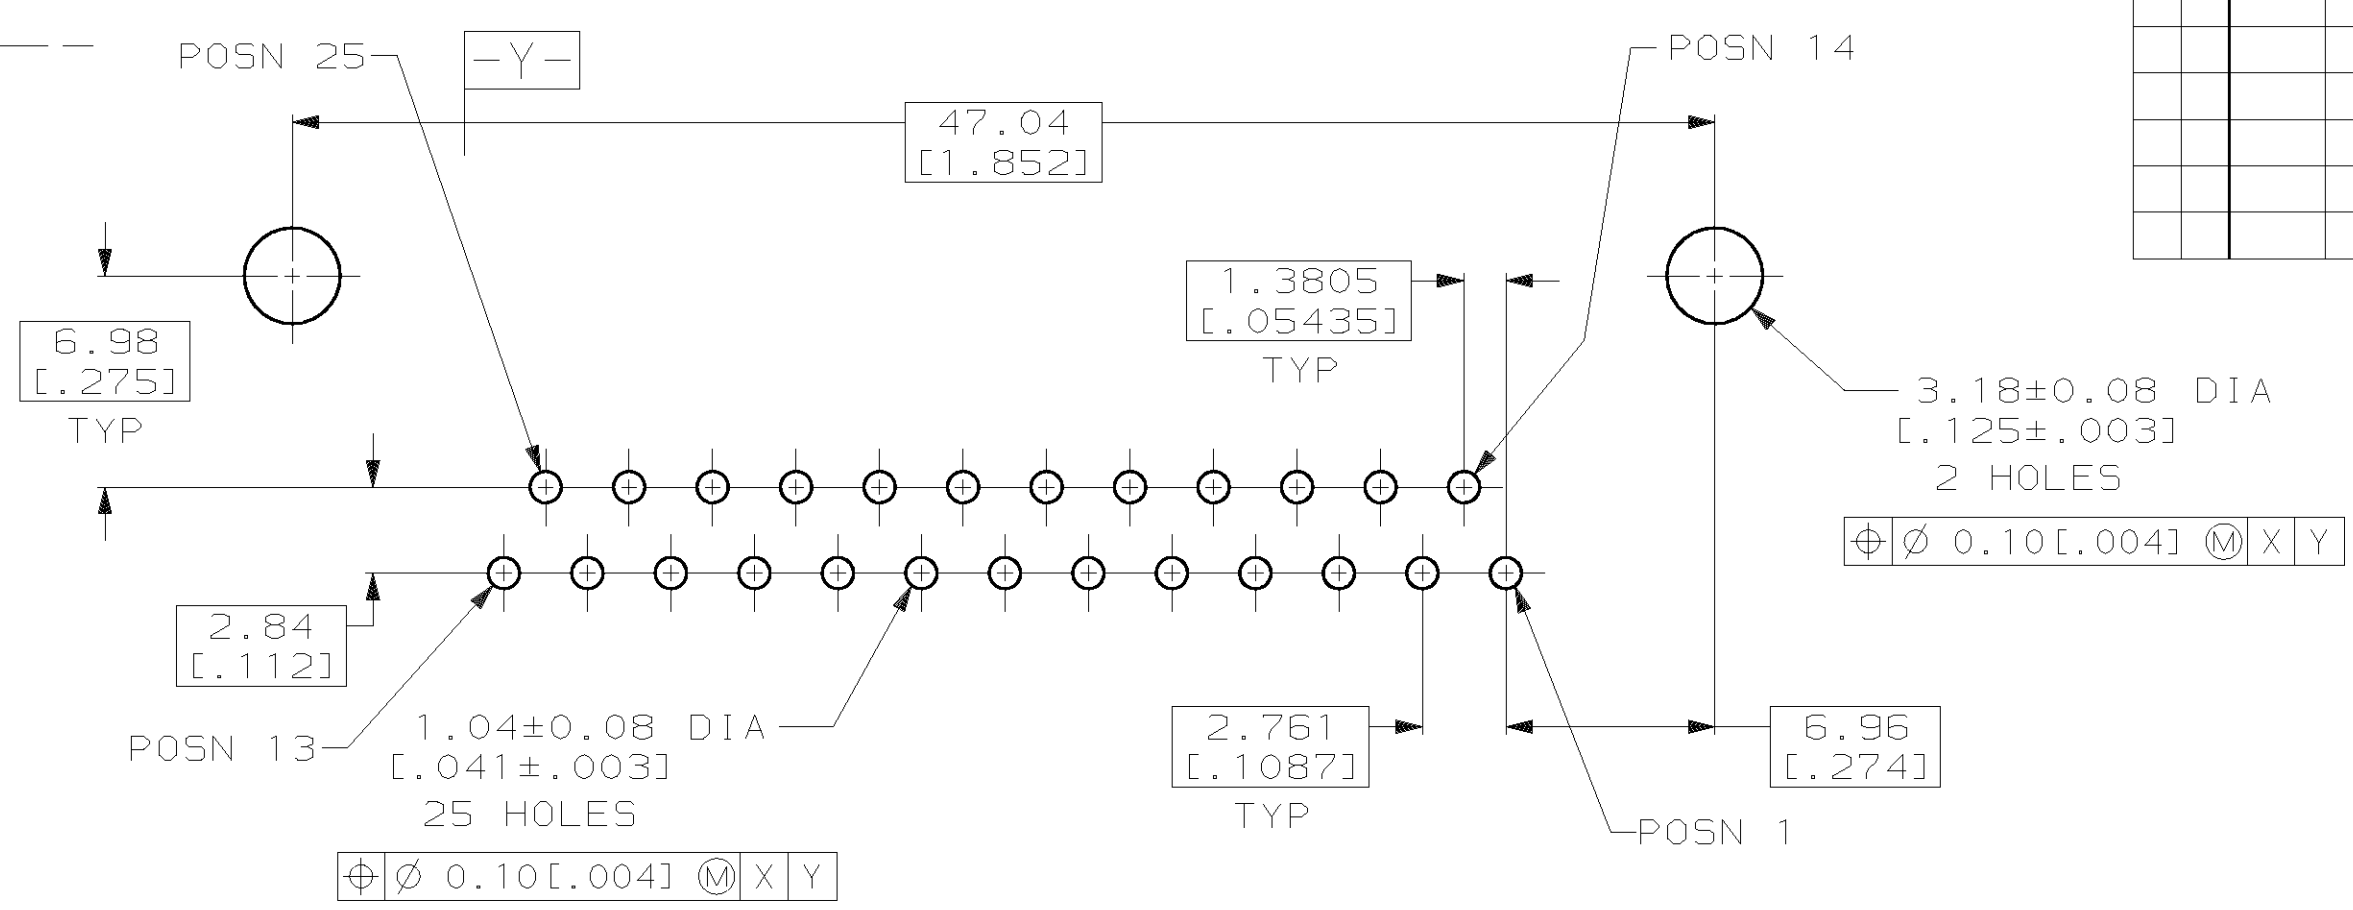 POSN 25
-Y-
POSN 14
47.04
[1.852]
1.3805
[.05435]
TYP
6.98
[.275]
TYP
3.18±0.08 DIA
[.125±.003]
2 HOLES
⌖ Ø 0.10[.004] Ⓜ X Y
2.84
[.112]
POSN 13
1.04±0.08 DIA
[.041±.003]
25 HOLES
⌖ Ø 0.10[.004] Ⓜ X Y
2.761
[.1087]
TYP
6.96
[.274]
POSN 1